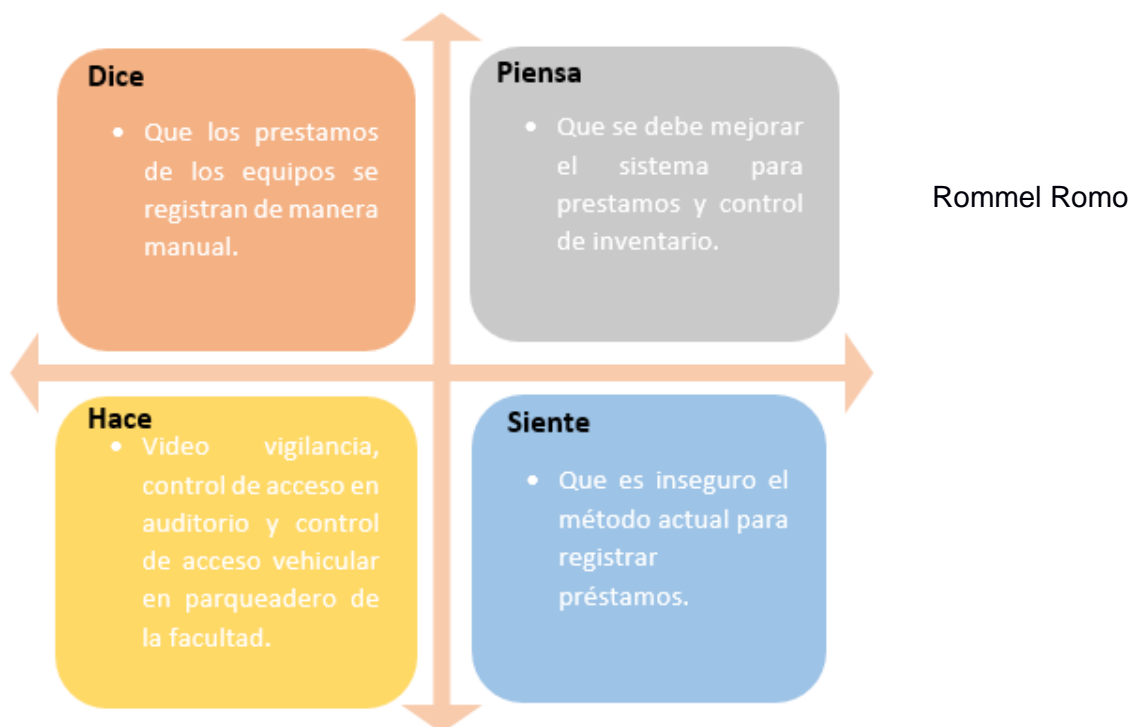 Dice
• Que los prestamos
de los equipos se
registran de manera
manual.
Piensa
• Que se debe mejorar
el sistema para
prestamos y control
de inventario.
Rommel Romo
Hace
• Video vigilancia,
control de acceso en
auditorio y control
de acceso vehicular
en parqueadero de
la facultad.
Siente
• Que es inseguro el
método actual para
registrar
préstamos.